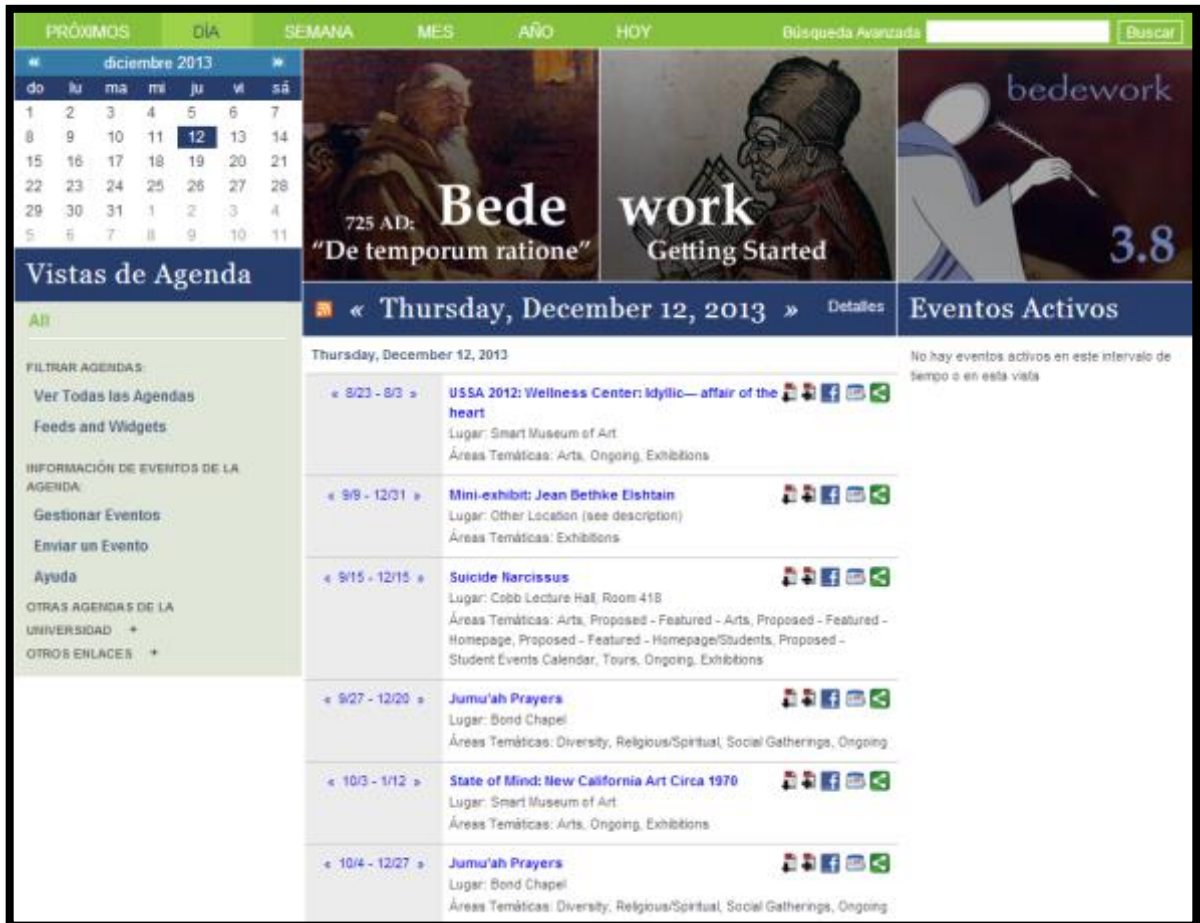 PRÓXIMOS DÍA SEMANA MES AÑO HOY Búsqueda Avanzada Buscar
« diciembre 2013 »
do lu ma mi ju vi sá
1 2 3 4 5 6 7
8 9 10 11 12 13 14
15 16 17 18 19 20 21
22 23 24 25 26 27 28
29 30 31 1 2 3 4
5 6 7 8 9 10 11
Vistas de Agenda
All
FILTRAR AGENDAS:
Ver Todas las Agendas
Feeds and Widgets
INFORMACIÓN DE EVENTOS DE LA
AGENDA:
Gestionar Eventos
Enviar un Evento
Ayuda
OTRAS AGENDAS DE LA
UNIVERSIDAD +
OTROS ENLACES +
725 AD: Bede
"De temporum ratione"
work
Getting Started
bedework
3.8
« Thursday, December 12, 2013 » Detalles
Thursday, December 12, 2013
« 8/23 - 8/3 » USSA 2012: Wellness Center: Idyllic— affair of the
heart
Lugar: Smart Museum of Art
Áreas Temáticas: Arts, Ongoing, Exhibitions
« 9/9 - 12/31 » Mini-exhibit: Jean Bethke Elshtain
Lugar: Other Location (see description)
Áreas Temáticas: Exhibitions
« 9/15 - 12/15 » Suicide Narcissus
Lugar: Cobb Lecture Hall, Room 418
Áreas Temáticas: Arts, Proposed - Featured - Arts, Proposed - Featured -
Homepage, Proposed - Featured - Homepage/Students, Proposed -
Student Events Calendar, Tours, Ongoing, Exhibitions
« 9/27 - 12/20 » Jumu'ah Prayers
Lugar: Bond Chapel
Áreas Temáticas: Diversity, Religious/Spiritual, Social Gatherings, Ongoing
« 10/3 - 1/12 » State of Mind: New California Art Circa 1970
Lugar: Smart Museum of Art
Áreas Temáticas: Arts, Ongoing, Exhibitions
« 10/4 - 12/27 » Jumu'ah Prayers
Lugar: Bond Chapel
Áreas Temáticas: Diversity, Religious/Spiritual, Social Gatherings, Ongoing
Eventos Activos
No hay eventos activos en este intervalo de
tiempo o en esta vista